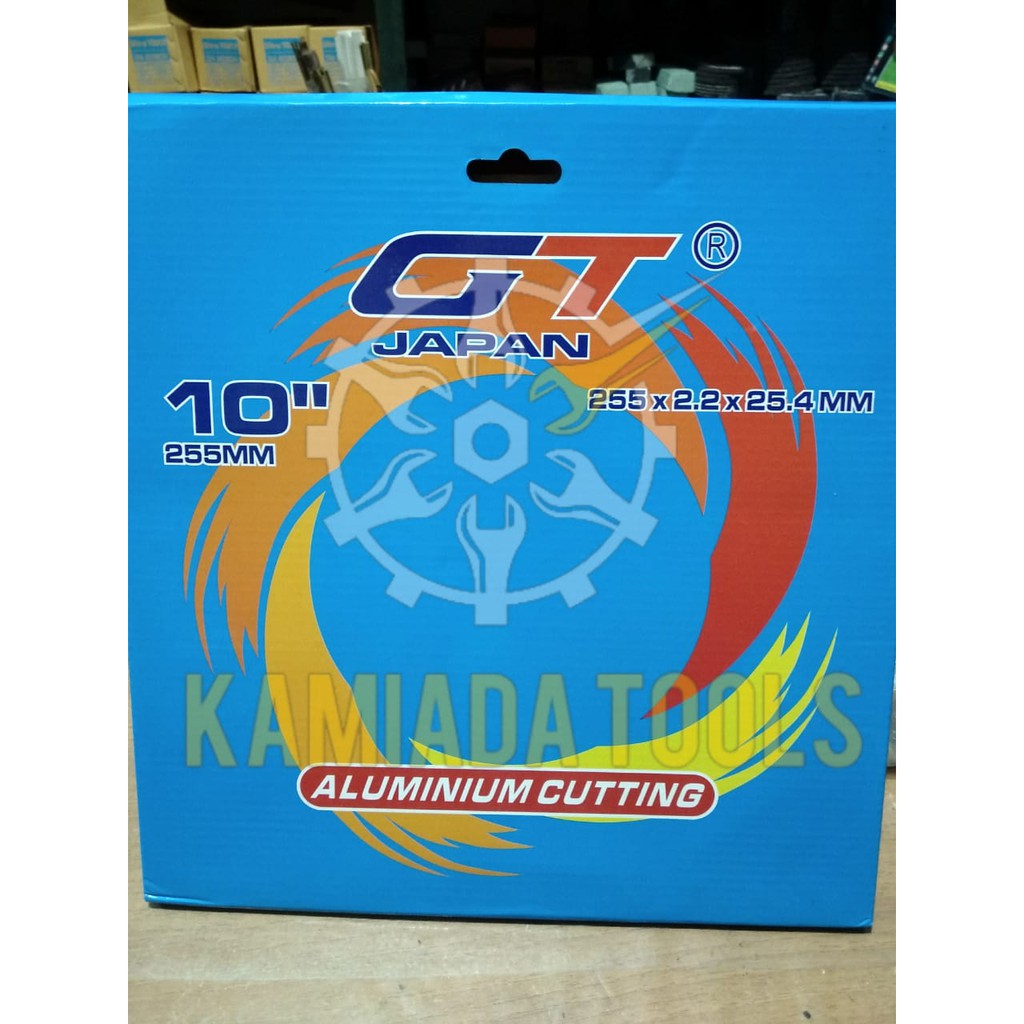 GT®
JAPAN
10"
255MM
255 x 2.2 x 25.4 MM
KAMIADA TOOLS
ALUMINIUM CUTTING